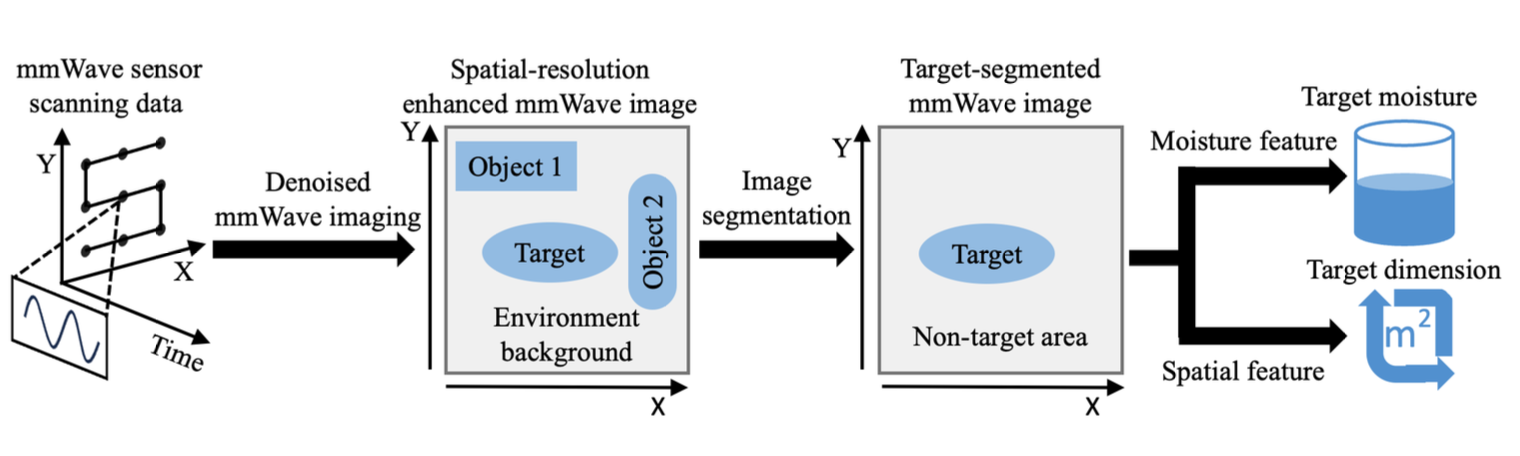 mmWave sensor
scanning data
Y
X
Time
Denoised
mmWave imaging
Spatial-resolution
enhanced mmWave image
Y
Object 1
Object 2
Target
Environment
background
X
Image
segmentation
Target-segmented
mmWave image
Y
Target
Non-target area
X
Moisture feature
Target moisture
Spatial feature
Target dimension
m²